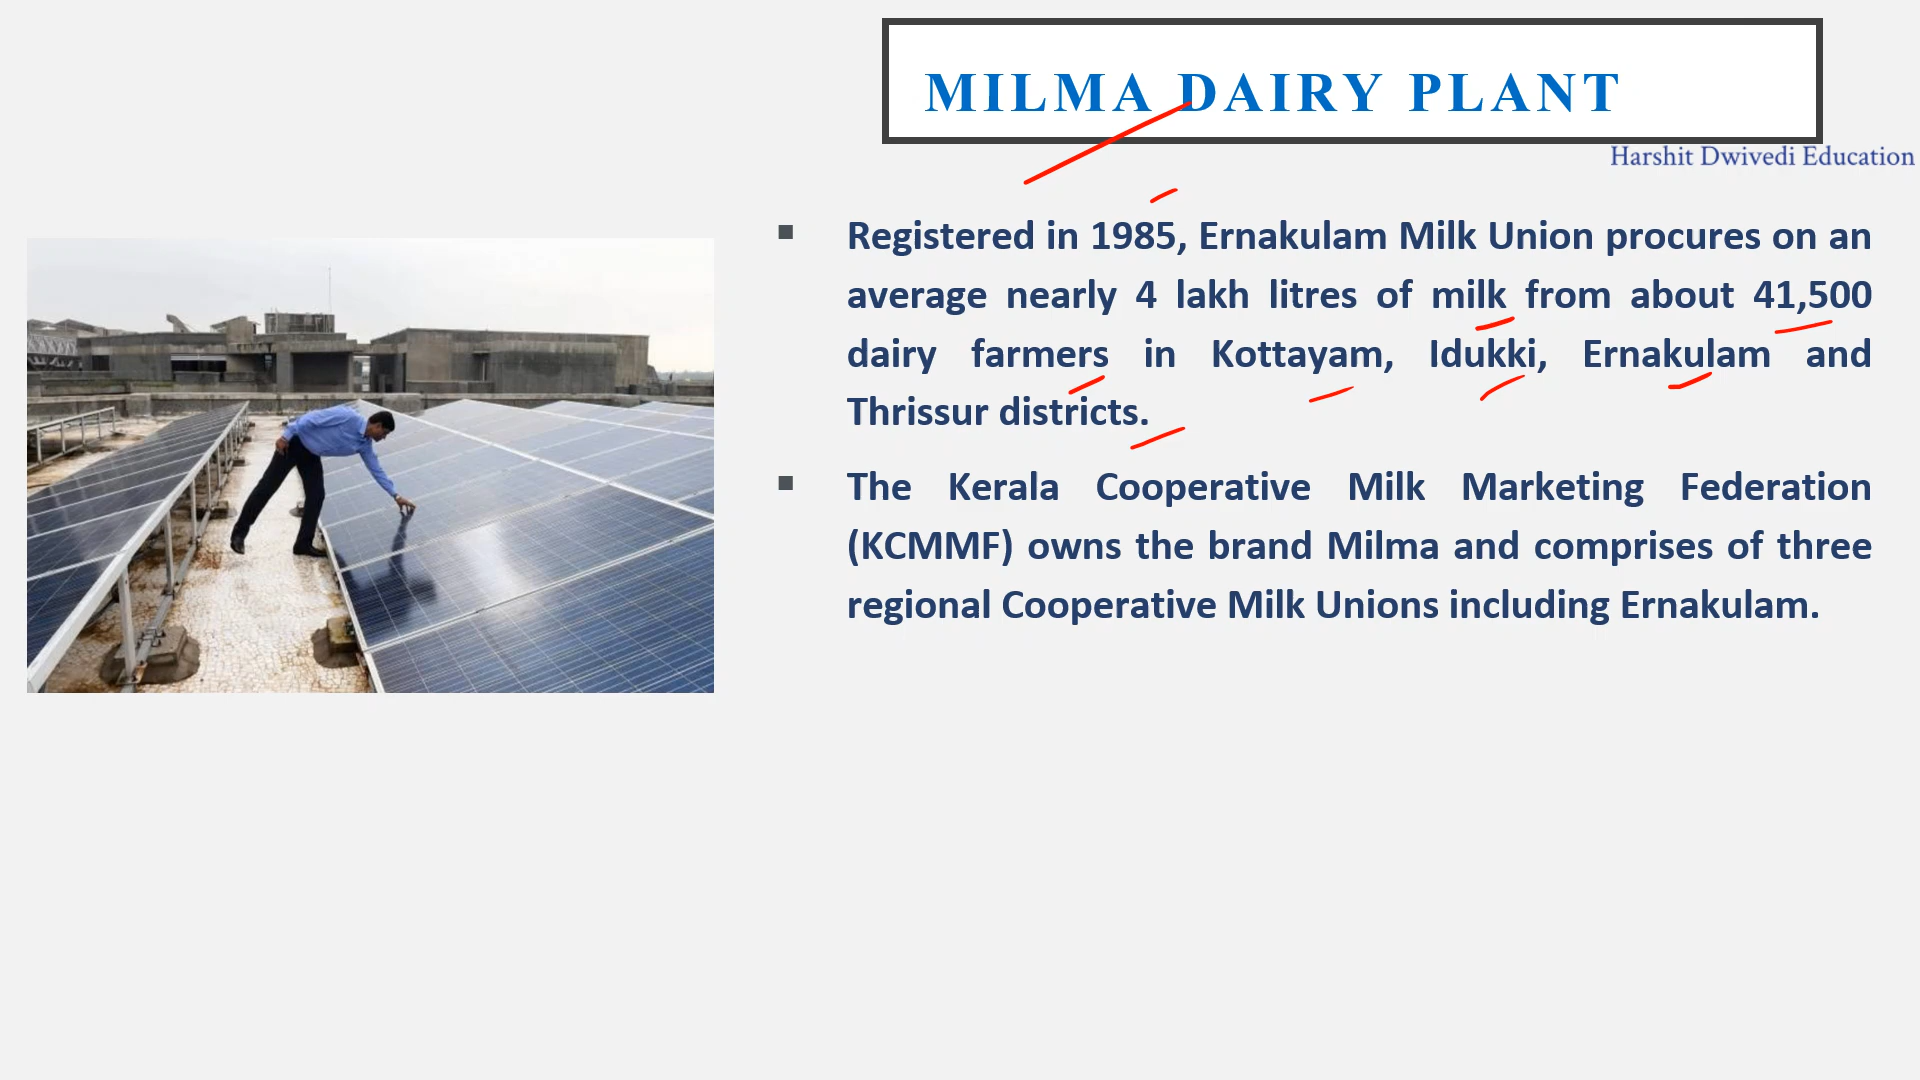 MILMA DAIRY PLANT
Harshit Dwivedi Education
▪ Registered in 1985, Ernakulam Milk Union procures on an
average nearly 4 lakh litres of milk from about 41,500
dairy farmers in Kottayam, Idukki, Ernakulam and
Thrissur districts.
▪ The Kerala Cooperative Milk Marketing Federation
(KCMMF) owns the brand Milma and comprises of three
regional Cooperative Milk Unions including Ernakulam.